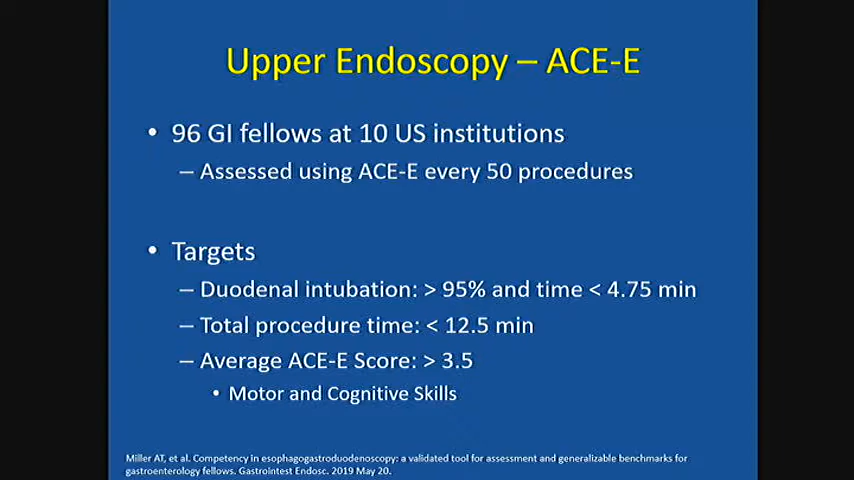 Upper Endoscopy – ACE-E
• 96 GI fellows at 10 US institutions
– Assessed using ACE-E every 50 procedures
• Targets
– Duodenal intubation: > 95% and time < 4.75 min
– Total procedure time: < 12.5 min
– Average ACE-E Score: > 3.5
• Motor and Cognitive Skills
Miller AT, et al. Competency in esophagogastroduodenoscopy: a validated tool for assessment and generalizable benchmarks for
gastroenterology fellows. Gastrointest Endosc. 2019 May 20.